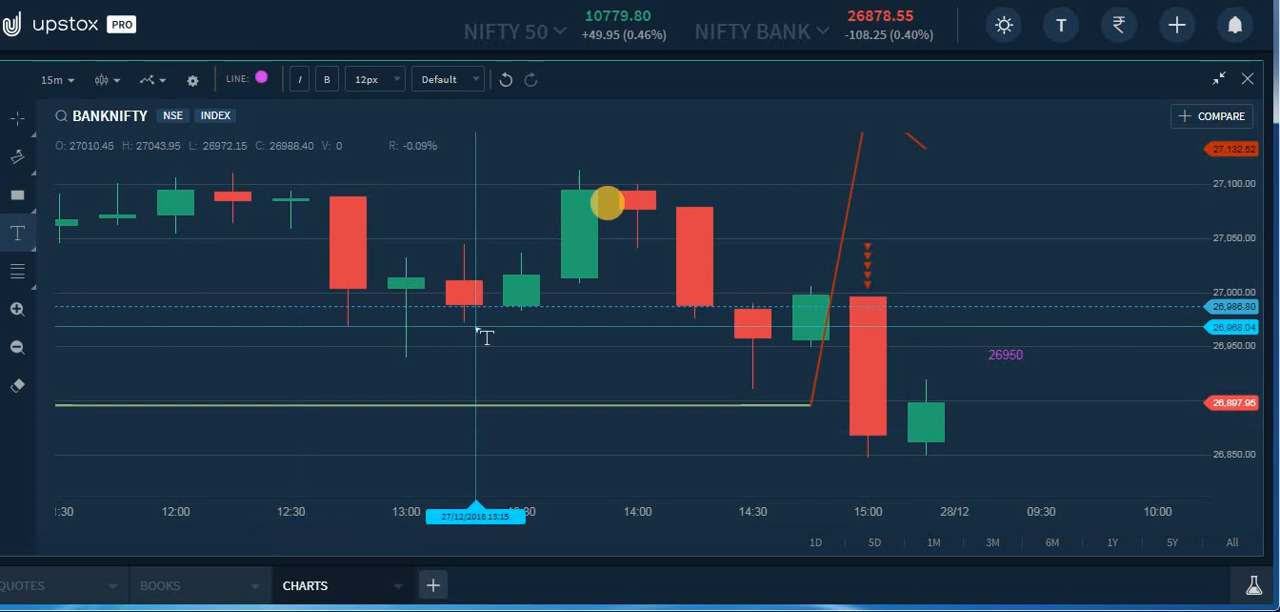 upstox PRO
NIFTY 50 10779.80 +49.95 (0.46%)
NIFTY BANK 26878.55 -108.25 (0.40%)
T ₹
15m LINE: I B 12px Default
BANKNIFTY NSE INDEX
COMPARE
O: 27010.45 H: 27043.95 L: 26972.15 C: 26988.40 V: 0 R: -0.09%
27,132.52
27,100.00
27,050.00
27,000.00
26,986.80
26,968.04
26,950.00
26950
26,897.95
26,850.00
:30 12:00 12:30 13:00 14:00 14:30 15:00 28/12 09:30 10:00
27/12/2018 13:15
1D 5D 1M 3M 6M 1Y 5Y All
QUOTES BOOKS CHARTS